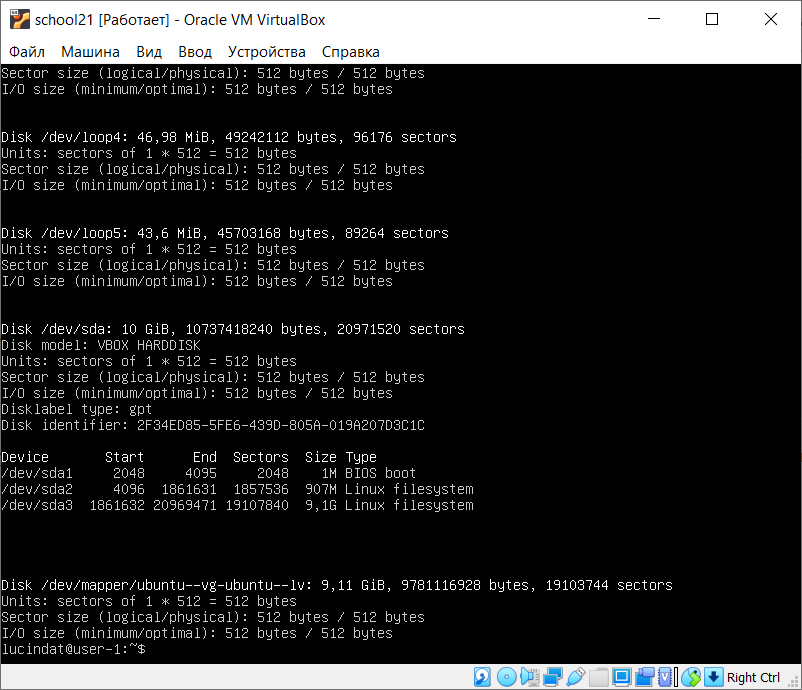 school21 [Работает] - Oracle VM VirtualBox
Файл Машина Вид Ввод Устройства Справка
Sector size (logical/physical): 512 bytes / 512 bytes
I/O size (minimum/optimal): 512 bytes / 512 bytes
Disk /dev/loop4: 46,98 MiB, 49242112 bytes, 96176 sectors
Units: sectors of 1 * 512 = 512 bytes
Sector size (logical/physical): 512 bytes / 512 bytes
I/O size (minimum/optimal): 512 bytes / 512 bytes
Disk /dev/loop5: 43,6 MiB, 45703168 bytes, 89264 sectors
Units: sectors of 1 * 512 = 512 bytes
Sector size (logical/physical): 512 bytes / 512 bytes
I/O size (minimum/optimal): 512 bytes / 512 bytes
Disk /dev/sda: 10 GiB, 10737418240 bytes, 20971520 sectors
Disk model: VBOX HARDDISK
Units: sectors of 1 * 512 = 512 bytes
Sector size (logical/physical): 512 bytes / 512 bytes
I/O size (minimum/optimal): 512 bytes / 512 bytes
Disklabel type: gpt
Disk identifier: 2F34ED85-5FE6-439D-805A-019A207D3C1C
Device Start End Sectors Size Type
/dev/sda1 2048 4095 2048 1M BIOS boot
/dev/sda2 4096 1861631 1857536 907M Linux filesystem
/dev/sda3 1861632 20969471 19107840 9,1G Linux filesystem
Disk /dev/mapper/ubuntu--vg-ubuntu--lv: 9,11 GiB, 9781116928 bytes, 19103744 sectors
Units: sectors of 1 * 512 = 512 bytes
Sector size (logical/physical): 512 bytes / 512 bytes
I/O size (minimum/optimal): 512 bytes / 512 bytes
lucindat@user-1:~$
Right Ctrl